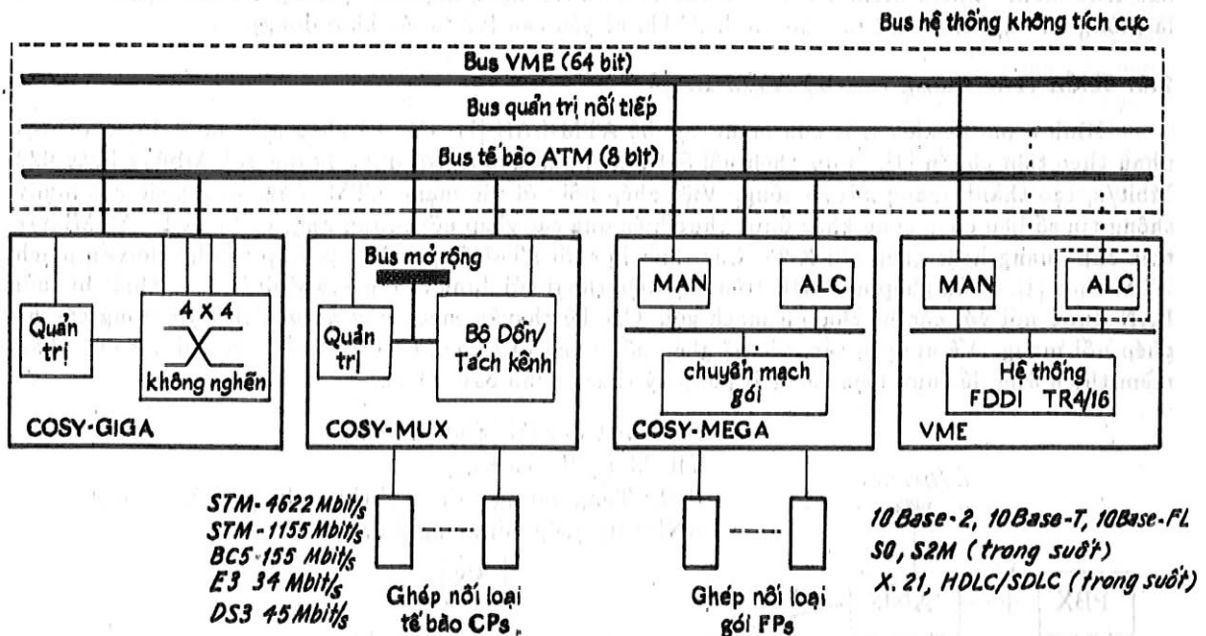 Bus hệ thống không tích cực
Bus VME (64 bit)
Bus quản trị nối tiếp
Bus tế bào ATM (8 bit)
Quản
trị
4 X 4
không nghẽn
COSY-GIGA
Bus mở rộng
Quản
trị
Bộ Dồn/
Tách kênh
COSY-MUX
MAN
ALC
chuyển mạch
gói
COSY-MEGA
MAN
ALC
Hệ thống
FDDI TR4/16
VME
STM-4622 Mbit/s
STM-1155 Mbit/s
BC5-155 Mbit/s
E3 34 Mbit/s
DS3 45 Mbit/s
Ghép nối loại
tế bào CPs
Ghép nối loại
gói FPs
10Base-2, 10Base-T, 10Base-FL
S0, S2M (trong suốt)
X.21, HDLC/SDLC (trong suốt)